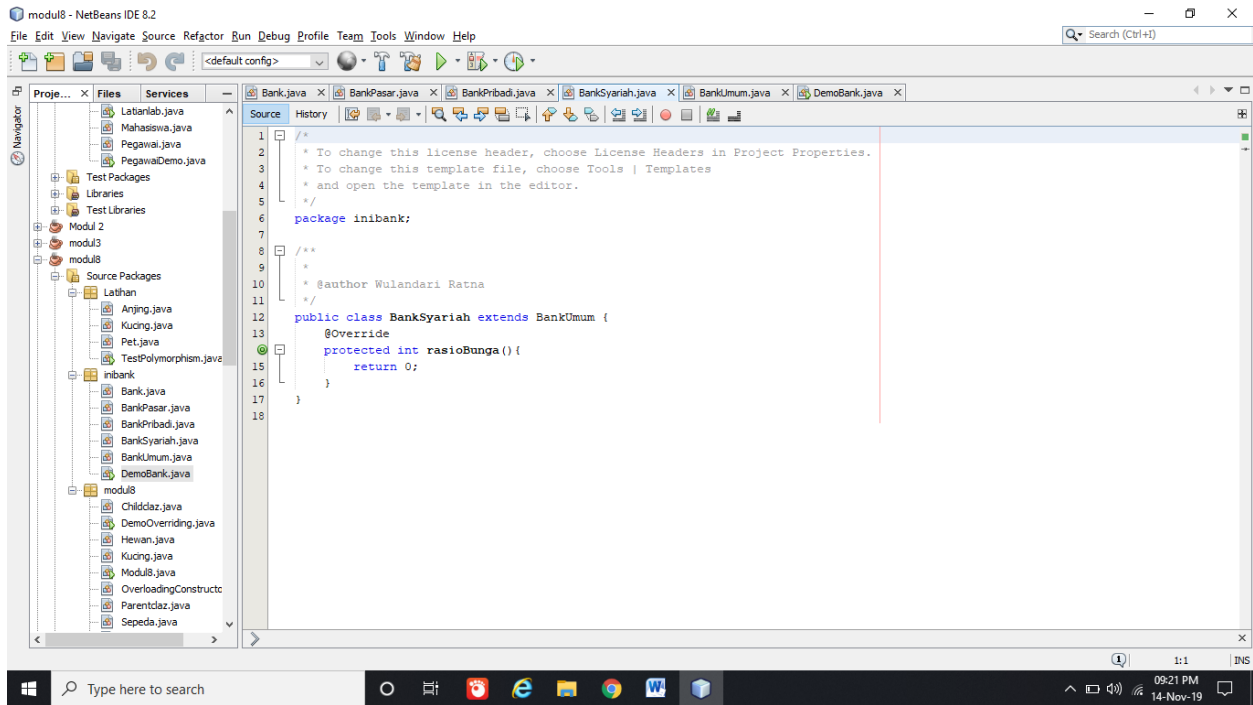 modul8 - NetBeans IDE 8.2
File Edit View Navigate Source Refactor Run Debug Profile Team Tools Window Help
Search (Ctrl+I)
<default config>
Proje... Files Services
Navigator
Latianlab.java
Mahasiswa.java
Pegawai.java
PegawaiDemo.java
Test Packages
Libraries
Test Libraries
Modul 2
modul3
modul8
Source Packages
Latihan
Anjing.java
Kucing.java
Pet.java
TestPolymorphism.java
inibank
Bank.java
BankPasar.java
BankPribadi.java
BankSyariah.java
BankUmum.java
DemoBank.java
modul8
Childclaz.java
DemoOverriding.java
Hewan.java
Kucing.java
Modul8.java
OverloadingConstructo
Parentclaz.java
Sepeda.java
Bank.java BankPasar.java BankPribadi.java BankSyariah.java BankUmum.java DemoBank.java
Source History
1 /*
2 * To change this license header, choose License Headers in Project Properties.
3 * To change this template file, choose Tools | Templates
4 * and open the template in the editor.
5 */
6 package inibank;
7
8 /**
9 *
10 * @author Wulandari Ratna
11 */
12 public class BankSyariah extends BankUmum {
13 @Override
protected int rasioBunga(){
15 return 0;
16 }
17 }
18
1 1:1 INS
Type here to search
09:21 PM
14-Nov-19